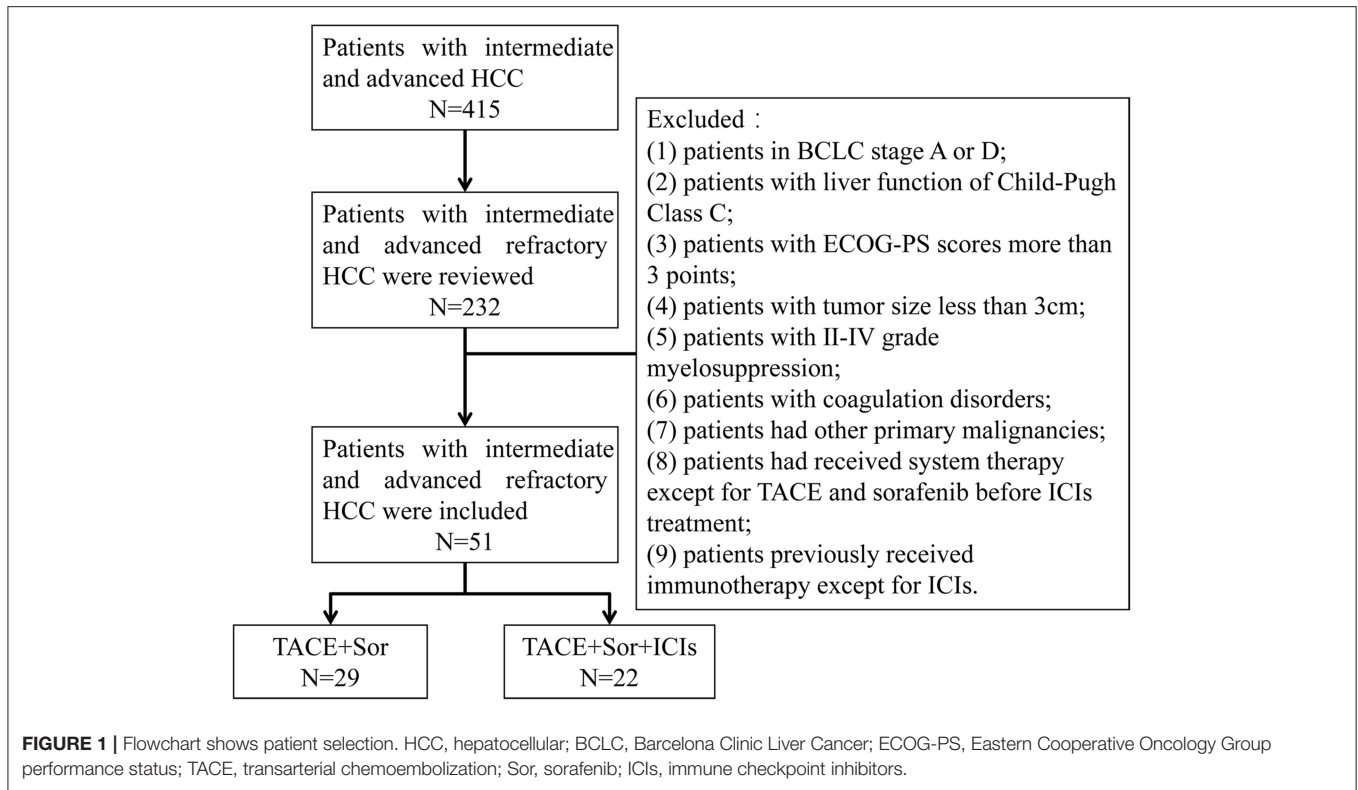 Patients with intermediate
and advanced HCC
N=415
Patients with intermediate
and advanced refractory
HCC were reviewed
N=232
Excluded：
(1) patients in BCLC stage A or D;
(2) patients with liver function of Child-Pugh
Class C;
(3) patients with ECOG-PS scores more than
3 points;
(4) patients with tumor size less than 3cm;
(5) patients with II-IV grade
myelosuppression;
(6) patients with coagulation disorders;
(7) patients had other primary malignancies;
(8) patients had received system therapy
except for TACE and sorafenib before ICIs
treatment;
(9) patients previously received
immunotherapy except for ICIs.
Patients with intermediate
and advanced refractory
HCC were included
N=51
TACE+Sor
N=29
TACE+Sor+ICIs
N=22
FIGURE 1 | Flowchart shows patient selection. HCC, hepatocellular; BCLC, Barcelona Clinic Liver Cancer; ECOG-PS, Eastern Cooperative Oncology Group
performance status; TACE, transarterial chemoembolization; Sor, sorafenib; ICIs, immune checkpoint inhibitors.